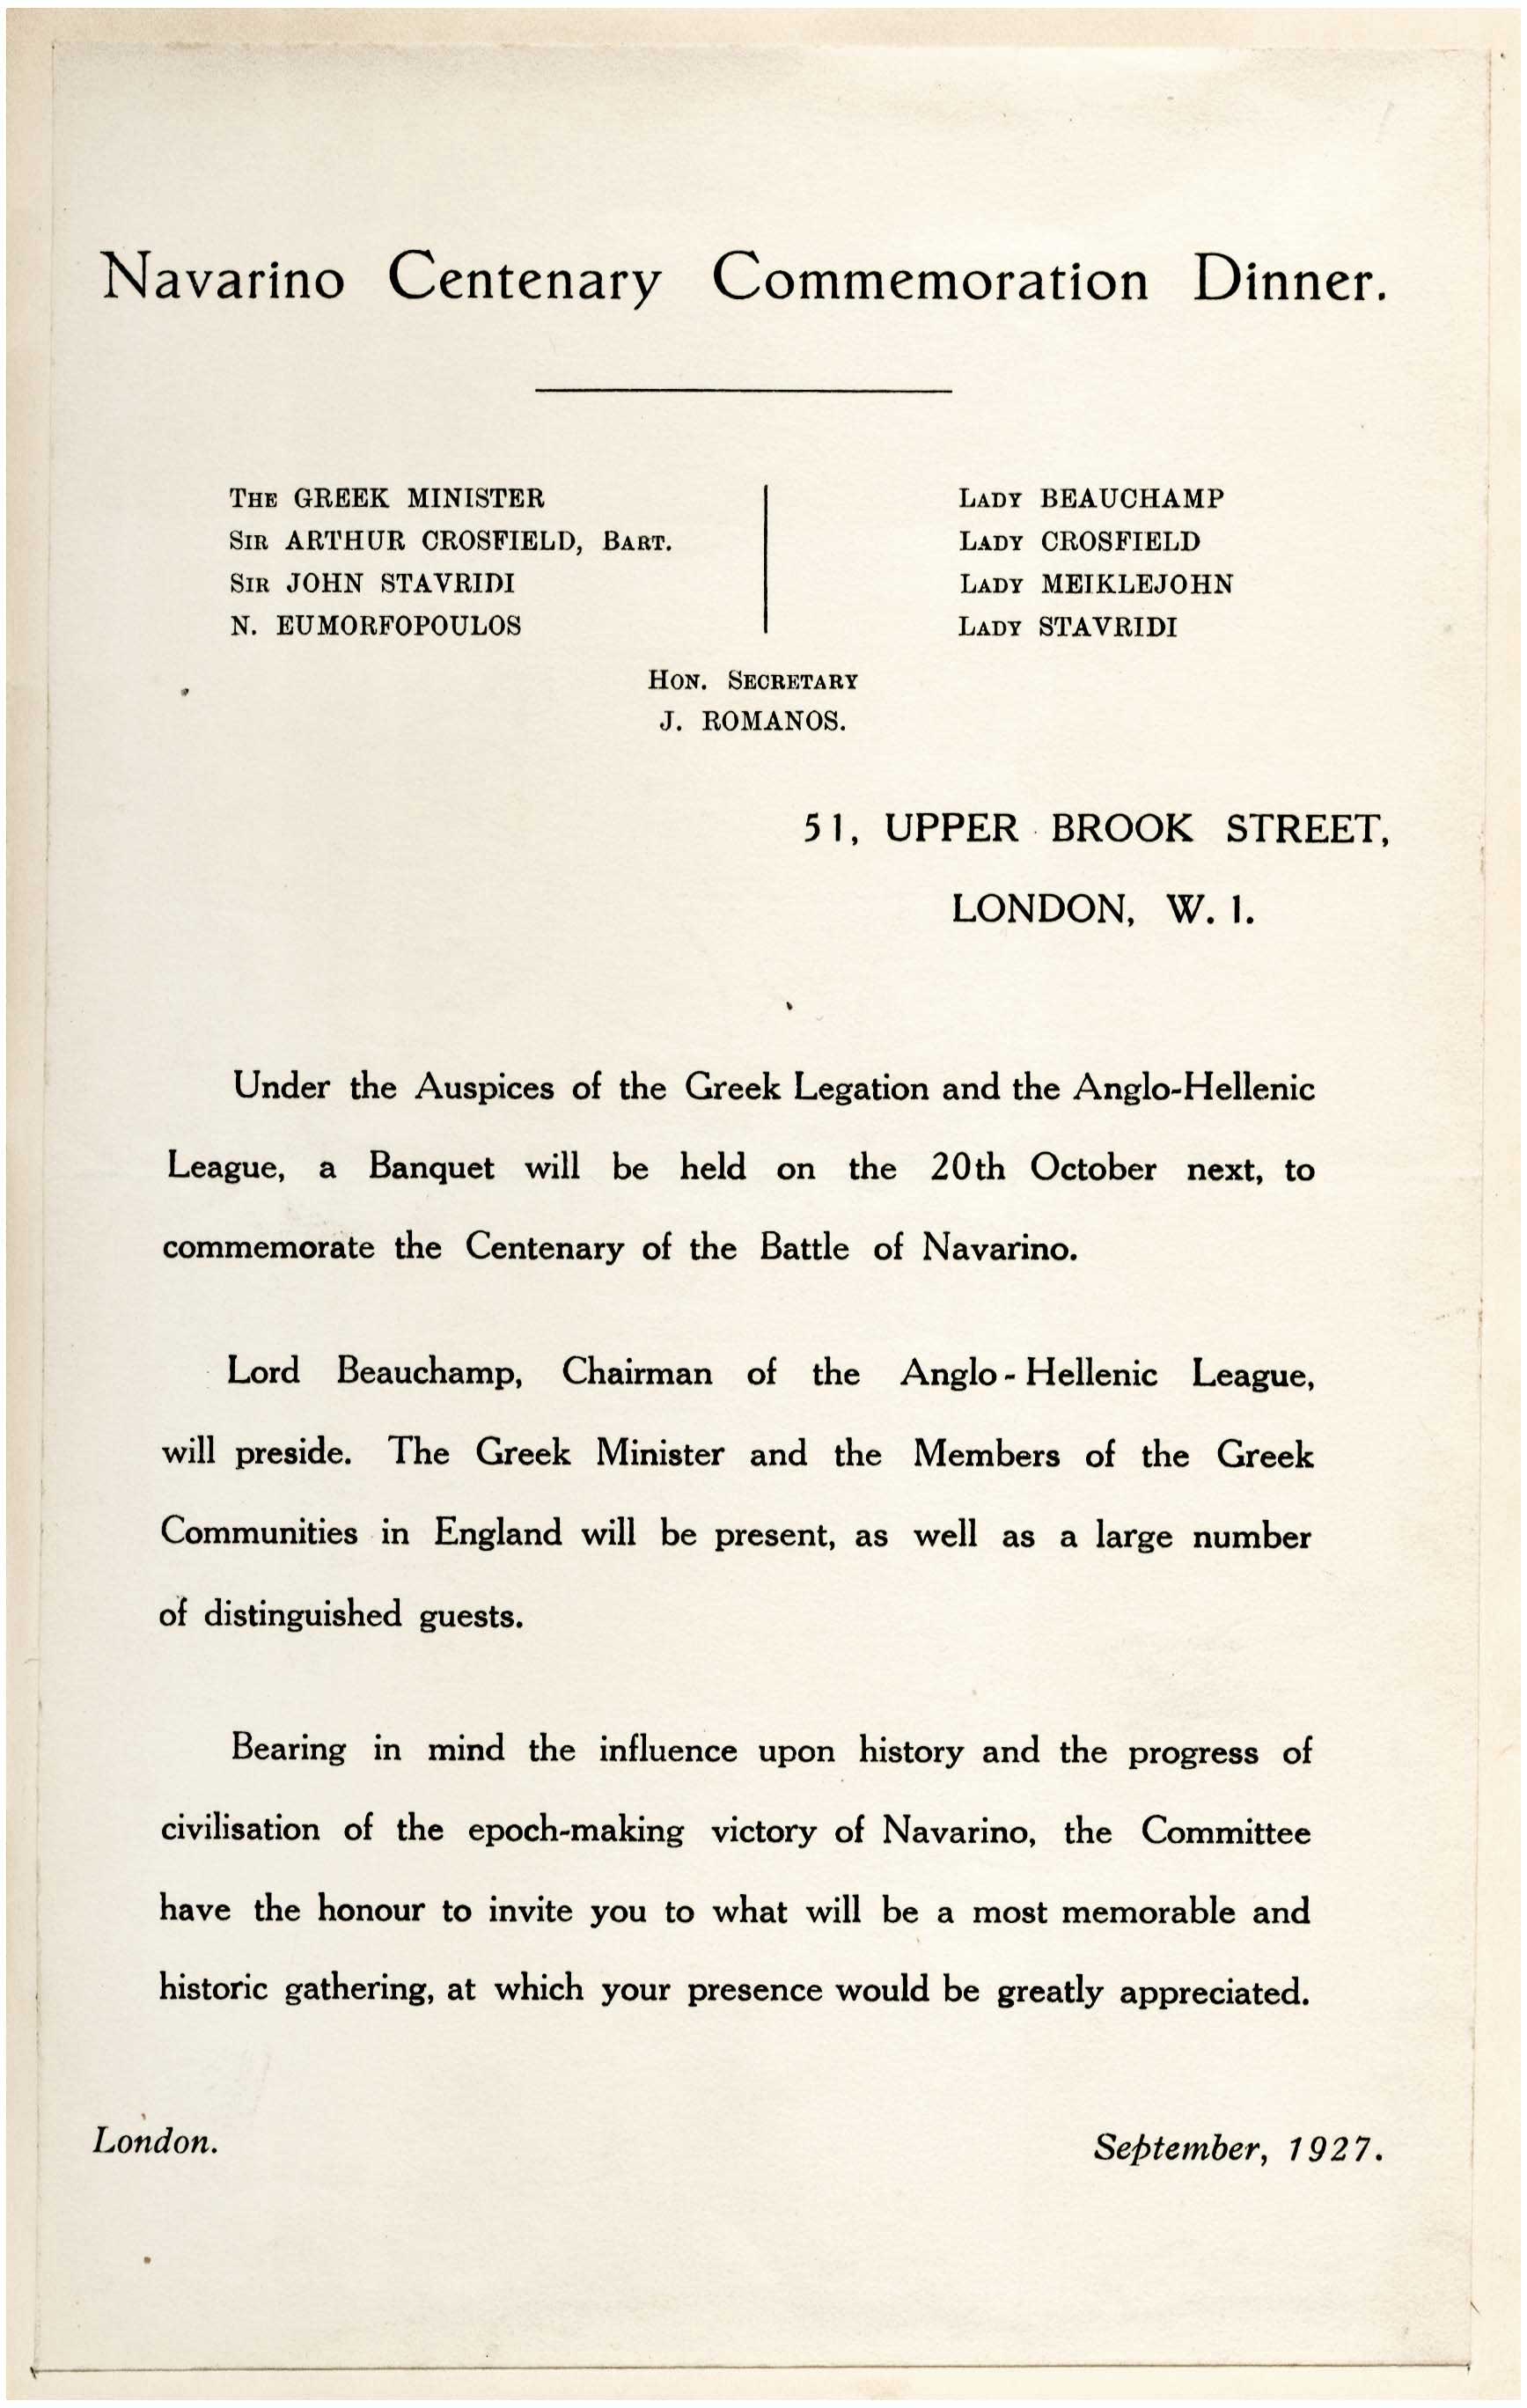 Navarino Centenary Commemoration Dinner.
The GREEK MINISTER
Sir ARTHUR CROSFIELD, Bart.
Sir JOHN STAVRIDI
N. EUMORFOPOULOS
Lady BEAUCHAMP
Lady CROSFIELD
Lady MEIKLEJOHN
Lady STAVRIDI
Hon. Secretary
J. ROMANOS.
51, UPPER BROOK STREET,
LONDON, W. 1.
Under the Auspices of the Greek Legation and the Anglo-Hellenic
League, a Banquet will be held on the 20th October next, to
commemorate the Centenary of the Battle of Navarino.
Lord Beauchamp, Chairman of the Anglo-Hellenic League,
will preside. The Greek Minister and the Members of the Greek
Communities in England will be present, as well as a large number
of distinguished guests.
Bearing in mind the influence upon history and the progress of
civilisation of the epoch-making victory of Navarino, the Committee
have the honour to invite you to what will be a most memorable and
historic gathering, at which your presence would be greatly appreciated.
London.
September, 1927.